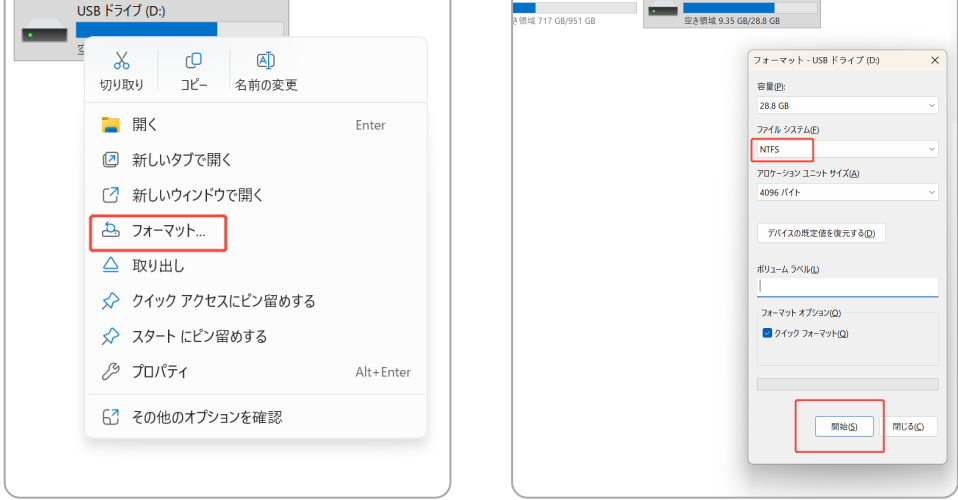 USB ドライブ (D:)
切り取り
コピー
名前の変更
開く Enter
新しいタブで開く
新しいウィンドウで開く
フォーマット...
取り出し
クイック アクセスにピン留めする
スタート にピン留めする
プロパティ Alt+Enter
その他のオプションを確認
き領域 717 GB/951 GB
空き領域 9.35 GB/28.8 GB
フォーマット - USB ドライブ (D:)
容量(P):
28.8 GB
ファイル システム(F)
NTFS
アロケーション ユニット サイズ(A)
4096 バイト
デバイスの既定値を復元する(D)
ボリューム ラベル(L)
フォーマット オプション(O)
クイック フォーマット(Q)
開始(S)
閉じる(C)